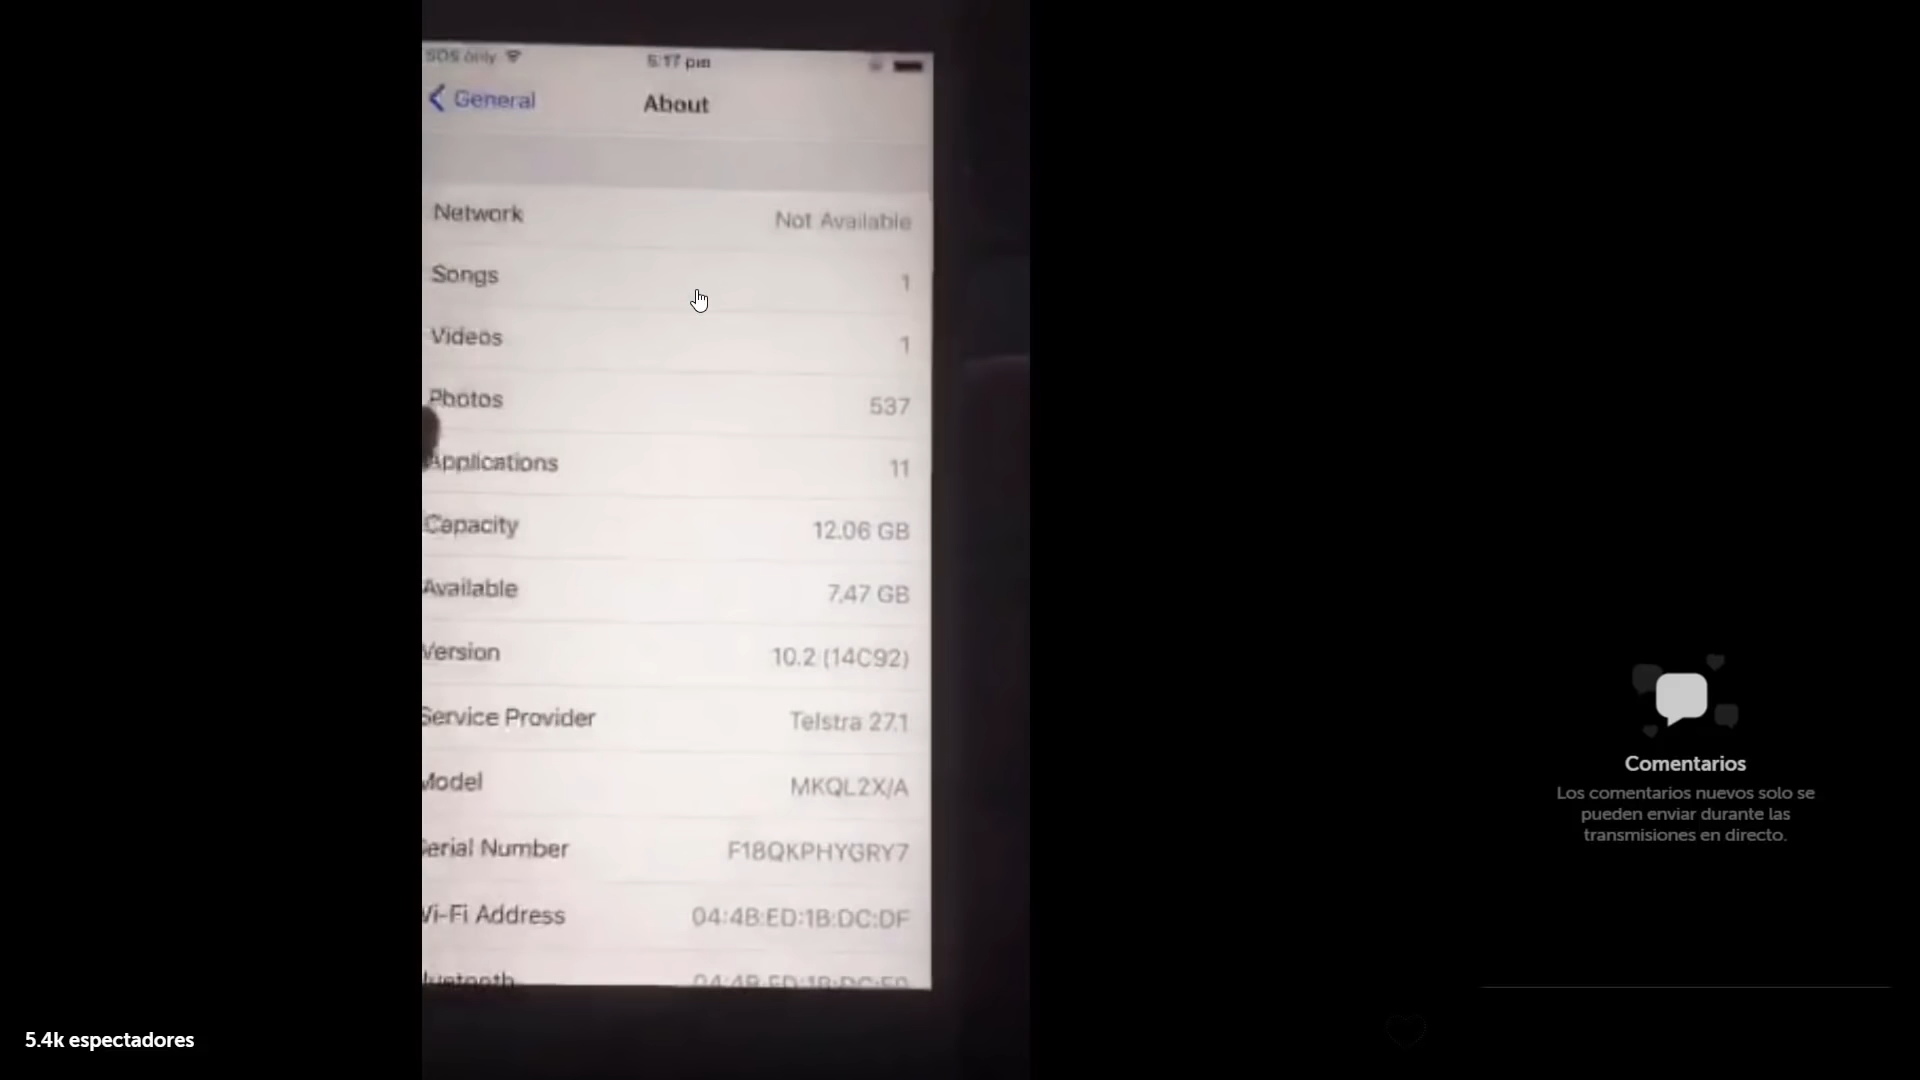 SOS only
5:17 pm
General
About
Network Not Available
Songs 1
Videos 1
Photos 537
Applications 11
Capacity 12.06 GB
Available 7.47 GB
Version 10.2 (14C92)
Service Provider Telstra 27.1
Model MKQL2X/A
Serial Number F18QKPHYGRY7
Wi-Fi Address 04:4B:ED:1B:DC:DF
5.4k espectadores
Comentarios
Los comentarios nuevos solo se
pueden enviar durante las
transmisiones en directo.